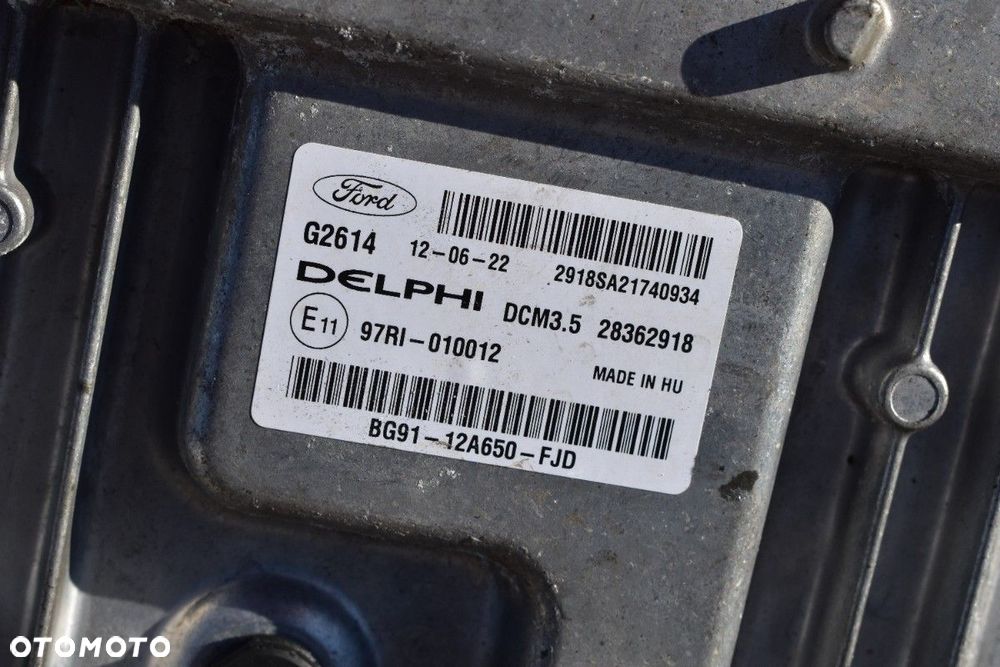 Ford
G2614 12-06-22 2918SA21740934
DELPHI DCM3.5 28362918
E11 97RI-010012
MADE IN HU
BG91-12A650-FJD
OTOMOTO